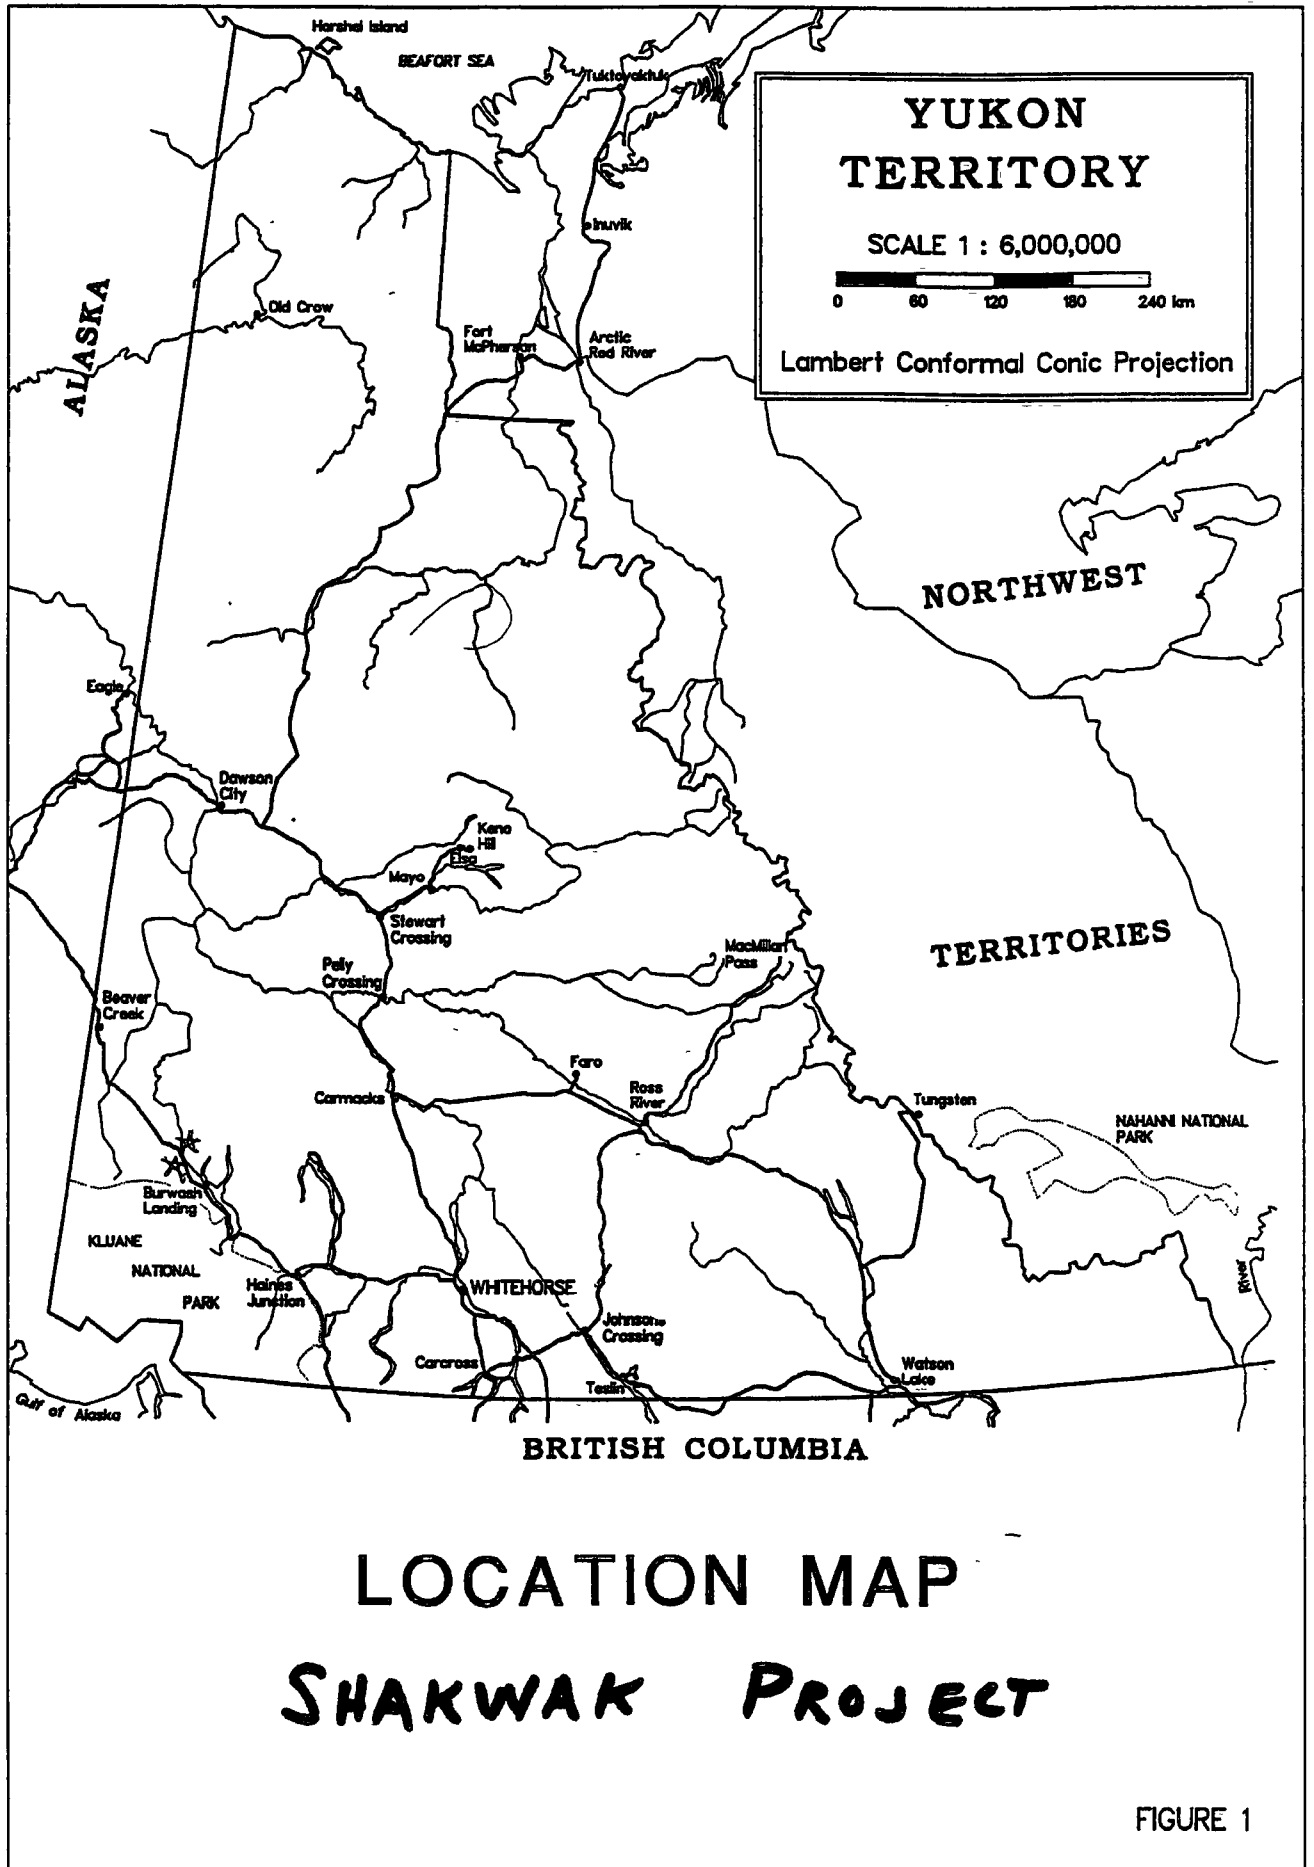 Hershel Island
BEAFORT SEA
Tuktoyaktuk
YUKON
TERRITORY
SCALE 1 : 6,000,000
0 60 120 180 240 km
Lambert Conformal Conic Projection
Inuvik
ALASKA
Old Crow
Fort
McPherson
Arctic
Red River
NORTHWEST
Eagle
Dawson
City
Keno
Hill
Elsa
Mayo
Stewart
Crossing
TERRITORIES
MacMillan
Pass
Pelly
Crossing
Beaver
Creek
Faro
Ross
River
Carmacks
Tungsten
NAHANNI NATIONAL
PARK
Burwash
Landing
KLUANE
NATIONAL
PARK
Haines
Junction
WHITEHORSE
River
Johnsons
Crossing
Carcross
Teslin
Watson
Lake
Gulf of Alaska
BRITISH COLUMBIA
LOCATION MAP
SHAKWAK PROJECT
FIGURE 1